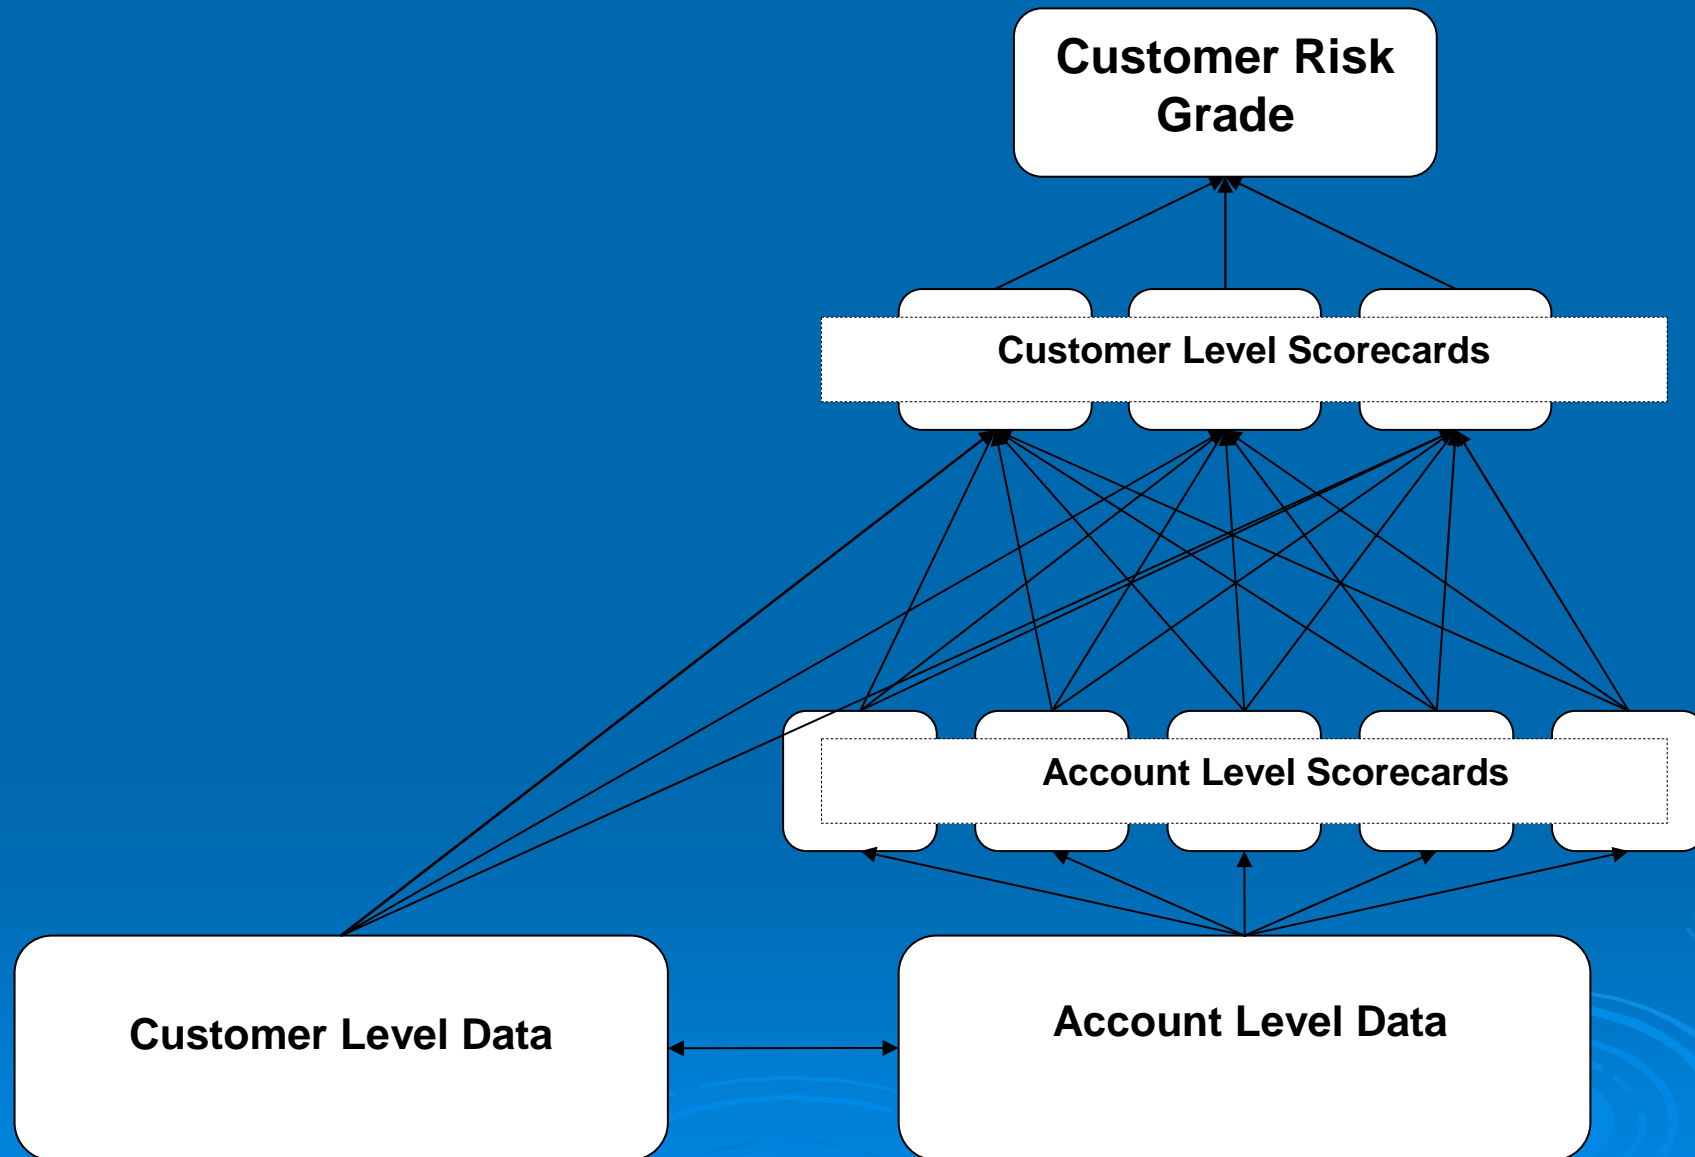 Customer Risk
Grade
Customer Level Scorecards
Account Level Scorecards
Customer Level Data
Account Level Data